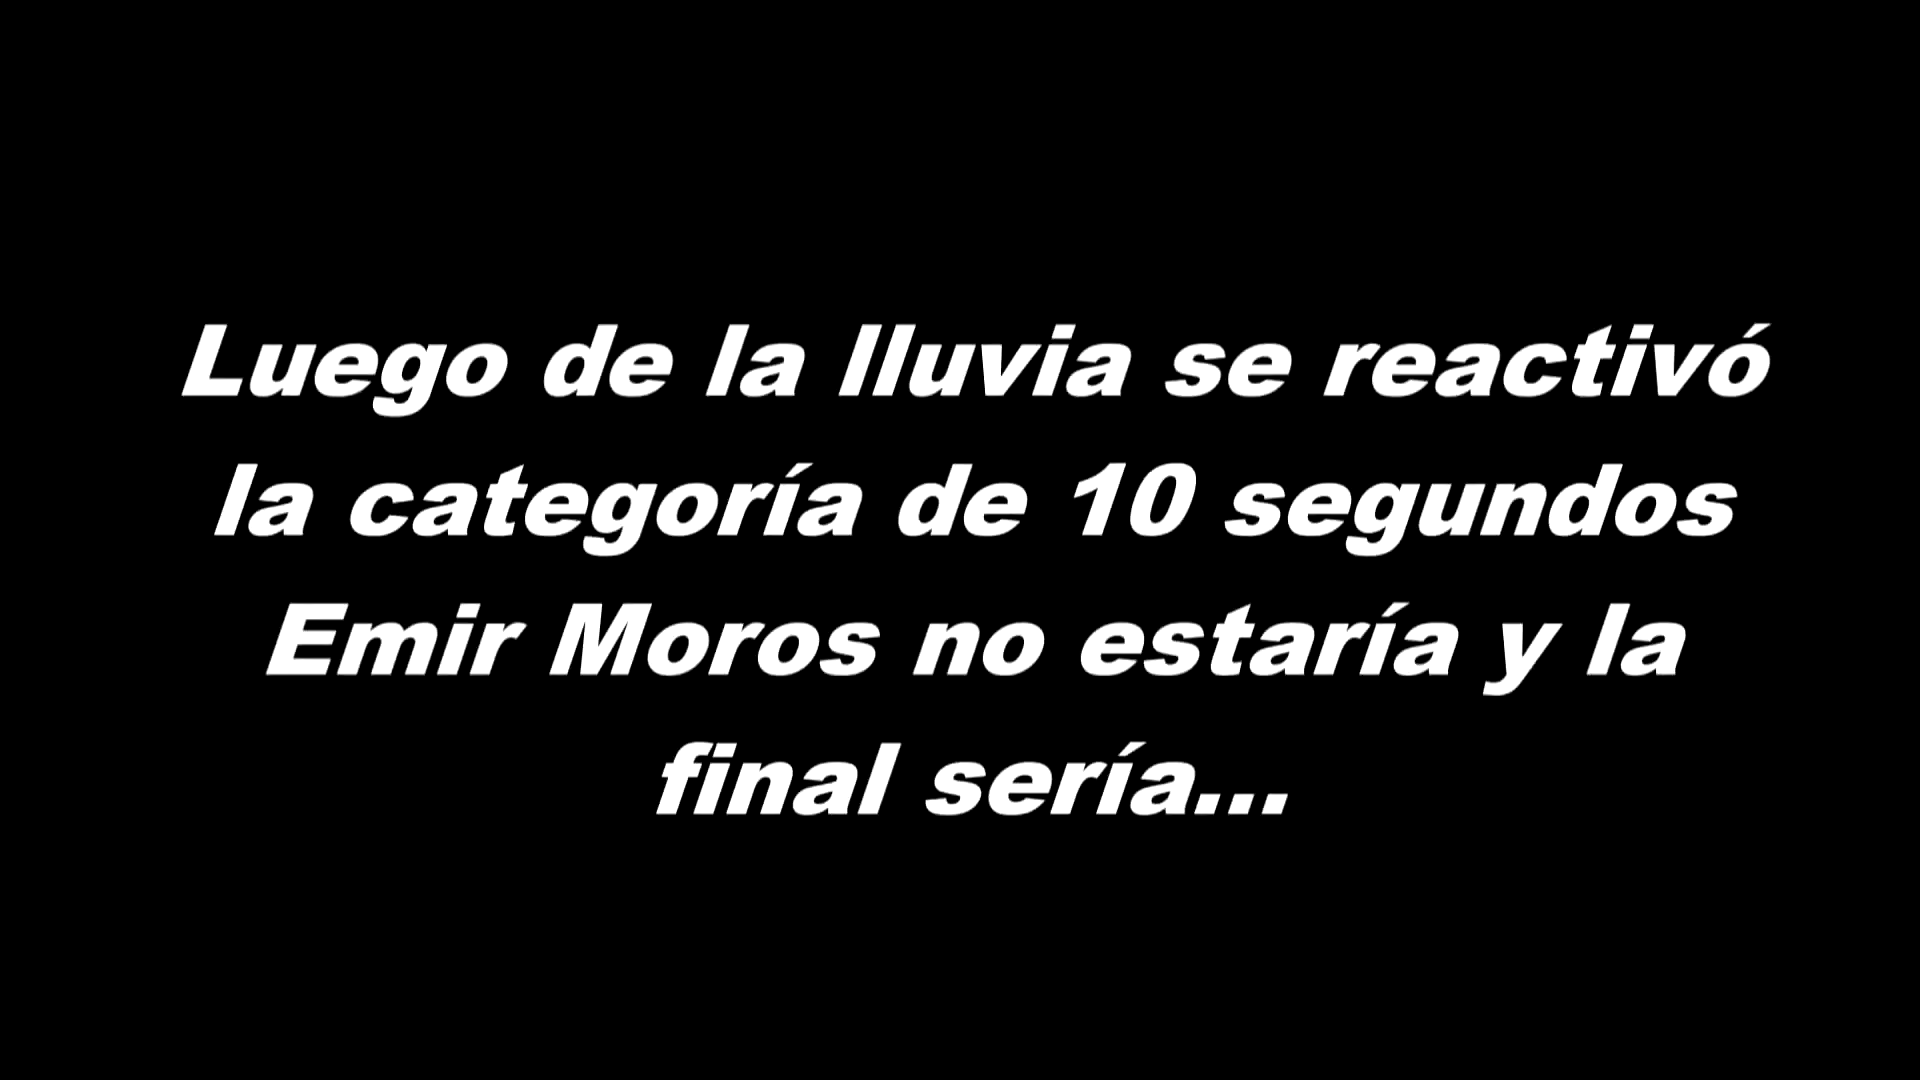 Luego de la lluvia se reactivó
la categoría de 10 segundos
Emir Moros no estaría y la
final sería...